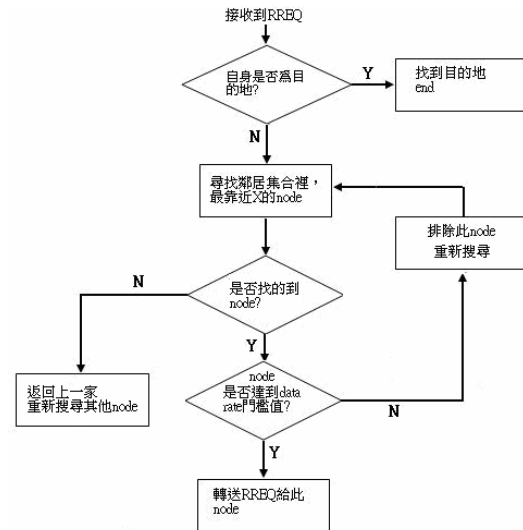 接收到RREQ
自身是否爲目
的地?
Y
找到目的地
end
N
尋找鄰居集合裡，
最靠近X的node
排除此node
重新搜尋
N
是否找的到
node?
Y
返回上一家
重新搜尋其他node
node
是否達到data
rate門檻值?
N
Y
轉送RREQ給此
node